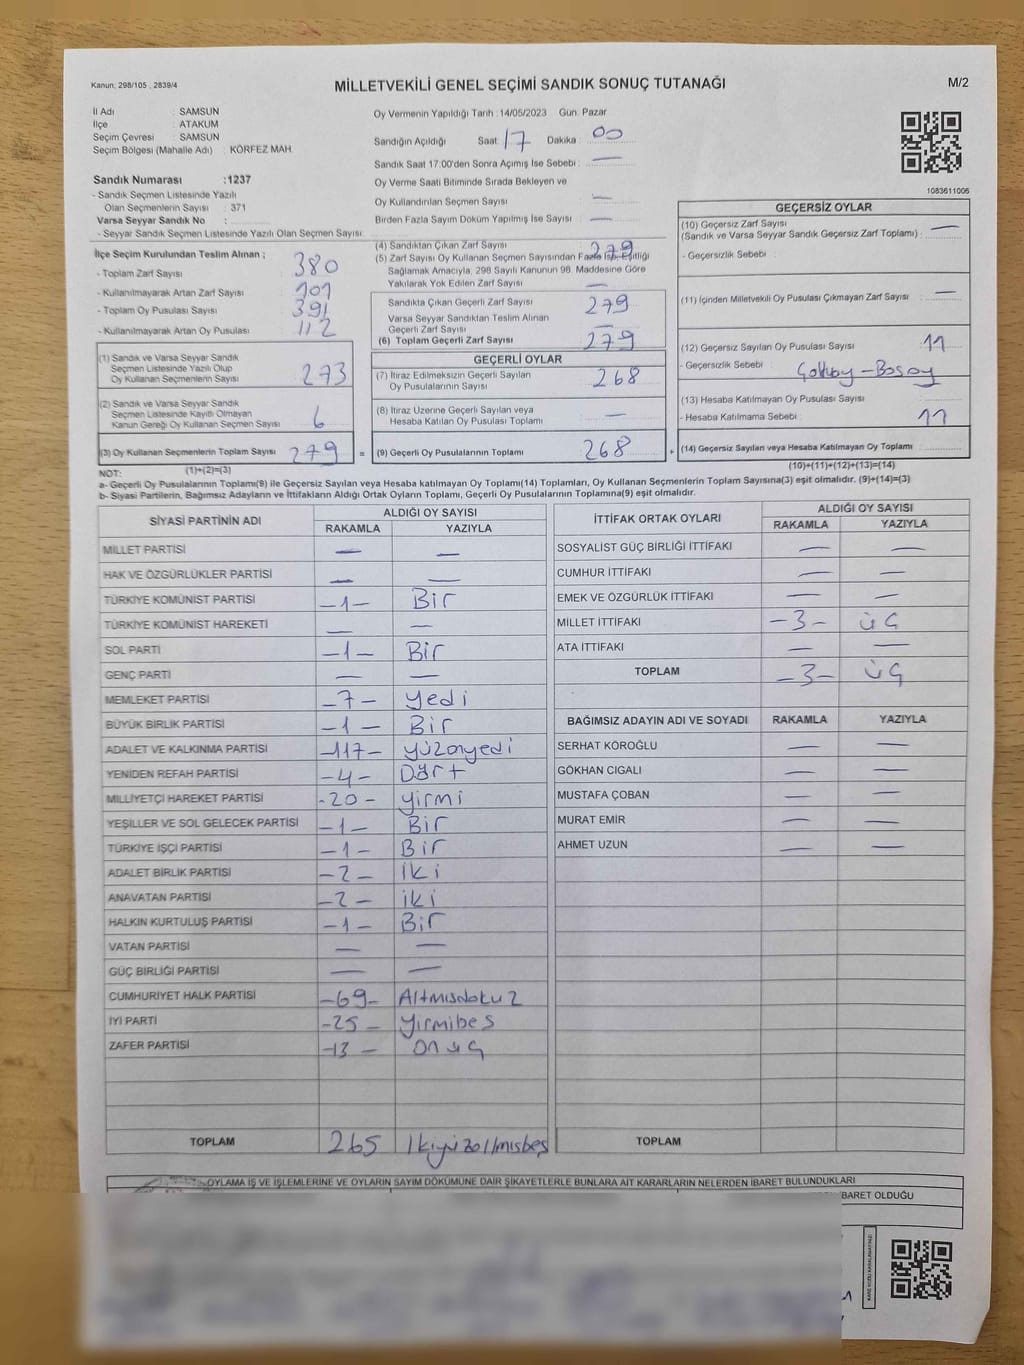 Kanun: 298/105 , 2839/4
MİLLETVEKİLİ GENEL SEÇİMİ SANDIK SONUÇ TUTANAĞI
M/2
İl Adı : SAMSUN
İlçe : ATAKUM
Seçim Çevresi : SAMSUN
Seçim Bölgesi (Mahalle Adı) : KÖRFEZ MAH.
Sandık Numarası :1237
- Sandık Seçmen Listesinde Yazılı
Olan Seçmenlerin Sayısı : 371
Varsa Seyyar Sandık No :
- Seyyar Sandık Seçmen Listesinde Yazılı Olan Seçmen Sayısı:
Oy Vermenin Yapıldığı Tarih :14/05/2023 Gün: Pazar
Sandığın Açıldığı Saat 17 Dakika : 00
Sandık Saat 17:00'den Sonra Açımış İse Sebebi : —
Oy Verme Saati Bitiminde Sırada Bekleyen ve
Oy Kullandırılan Seçmen Sayısı —
Birden Fazla Sayım Döküm Yapılmış İse Sayısı : —
1083611006
İlçe Seçim Kurulundan Teslim Alınan ;
- Toplam Zarf Sayısı : 380
- Kullanılmayarak Artan Zarf Sayısı : 101
- Toplam Oy Pusulası Sayısı : 391
- Kullanılmayarak Artan Oy Pusulası : 112
(1) Sandık ve Varsa Seyyar Sandık
Seçmen Listesinde Yazılı Olup
Oy Kullanan Seçmenlerin Sayısı : 273
(2) Sandık ve Varsa Seyyar Sandık
Seçmen Listesinde Kayıtlı Olmayan
Kanun Gereği Oy Kullanan Seçmen Sayısı : 6
(3) Oy Kullanan Seçmenlerin Toplam Sayısı : 279
(1)+(2)=(3)
(4) Sandıktan Çıkan Zarf Sayısı : 279
(5) Zarf Sayısı Oy Kullanan Seçmen Sayısından Fazla İse, Eşitliği
Sağlamak Amacıyla, 298 Sayılı Kanunun 98. Maddesine Göre
Yakılarak Yok Edilen Zarf Sayısı : —
Sandıkta Çıkan Geçerli Zarf Sayısı : 279
Varsa Seyyar Sandıktan Teslim Alınan
Geçerli Zarf Sayısı : —
(6) Toplam Geçerli Zarf Sayısı : 279
GEÇERLİ OYLAR
(7) İtiraz Edilmeksizin Geçerli Sayılan
Oy Pusulalarının Sayısı : 268
(8) İtiraz Üzerine Geçerli Sayılan veya
Hesaba Katılan Oy Pusulası Toplamı : —
= (9) Geçerli Oy Pusulalarının Toplamı : 268 +
GEÇERSİZ OYLAR
(10) Geçersiz Zarf Sayısı : —
(Sandık ve Varsa Seyyar Sandık Geçersiz Zarf Toplamı)
- Geçersizlik Sebebi :
(11) İçinden Milletvekili Oy Pusulası Çıkmayan Zarf Sayısı : —
(12) Geçersiz Sayılan Oy Pusulası Sayısı : 11
- Geçersizlik Sebebi :
(13) Hesaba Katılmayan Oy Pusulası Sayısı :
- Hesaba Katılmama Sebebi : 11
(14) Geçersiz Sayılan veya Hesaba Katılmayan Oy Toplamı :
(10)+(11)+(12)+(13)=(14)
NOT:
a- Geçerli Oy Pusulalarının Toplamı(9) ile Geçersiz Sayılan veya Hesaba katılmayan Oy Toplamı(14) Toplamları, Oy Kullanan Seçmenlerin Toplam Sayısına(3) eşit olmalıdır. (9)+(14)=(3)
b- Siyasi Partilerin, Bağımsız Adayların ve İttifakların Aldığı Ortak Oyların Toplamı, Geçerli Oy Pusulalarının Toplamına(9) eşit olmalıdır.
SİYASİ PARTİNİN ADI ALDIĞI OY SAYISI
RAKAMLA YAZIYLA
MİLLET PARTİSİ — —
HAK VE ÖZGÜRLÜKLER PARTİSİ — —
TÜRKİYE KOMÜNİST PARTİSİ -1- Bir
TÜRKİYE KOMÜNİST HAREKETİ — —
SOL PARTİ -1- Bir
GENÇ PARTİ — —
MEMLEKET PARTİSİ -7- Yedi
BÜYÜK BİRLİK PARTİSİ -1- Bir
ADALET VE KALKINMA PARTİSİ -117- Yüzonyedi
YENİDEN REFAH PARTİSİ -4- Dört
MİLLİYETÇİ HAREKET PARTİSİ -20- Yirmi
YEŞİLLER VE SOL GELECEK PARTİSİ -1- Bir
TÜRKİYE İŞÇİ PARTİSİ -1- Bir
ADALET BİRLİK PARTİSİ -2- İki
ANAVATAN PARTİSİ -2- İki
HALKIN KURTULUŞ PARTİSİ -1- Bir
VATAN PARTİSİ — —
GÜÇ BİRLİĞİ PARTİSİ — —
CUMHURİYET HALK PARTİSİ -69- Altmısdokuz
İYİ PARTİ -25- Yirmibes
ZAFER PARTİSİ -13- onüç
TOPLAM 265 İkiyüzaltmısbeş
İTTİFAK ORTAK OYLARI ALDIĞI OY SAYISI
RAKAMLA YAZIYLA
SOSYALİST GÜÇ BİRLİĞİ İTTİFAKI — —
CUMHUR İTTİFAKI — —
EMEK VE ÖZGÜRLÜK İTTİFAKI — —
MİLLET İTTİFAKI -3- üç
ATA İTTİFAKI — —
TOPLAM -3- üç
BAĞIMSIZ ADAYIN ADI VE SOYADI RAKAMLA YAZIYLA
SERHAT KÖROĞLU — —
GÖKHAN CIGALI — —
MUSTAFA ÇOBAN — —
MURAT EMİR — —
AHMET UZUN — —
TOPLAM
OYLAMA İŞ VE İŞLEMLERİNE VE OYLARIN SAYIM DÖKÜMÜNE DAİR ŞİKAYETLERLE BUNLARA AİT KARARLARIN NELERDEN İBARET BULUNDUKLARI
İBARET OLDUĞU